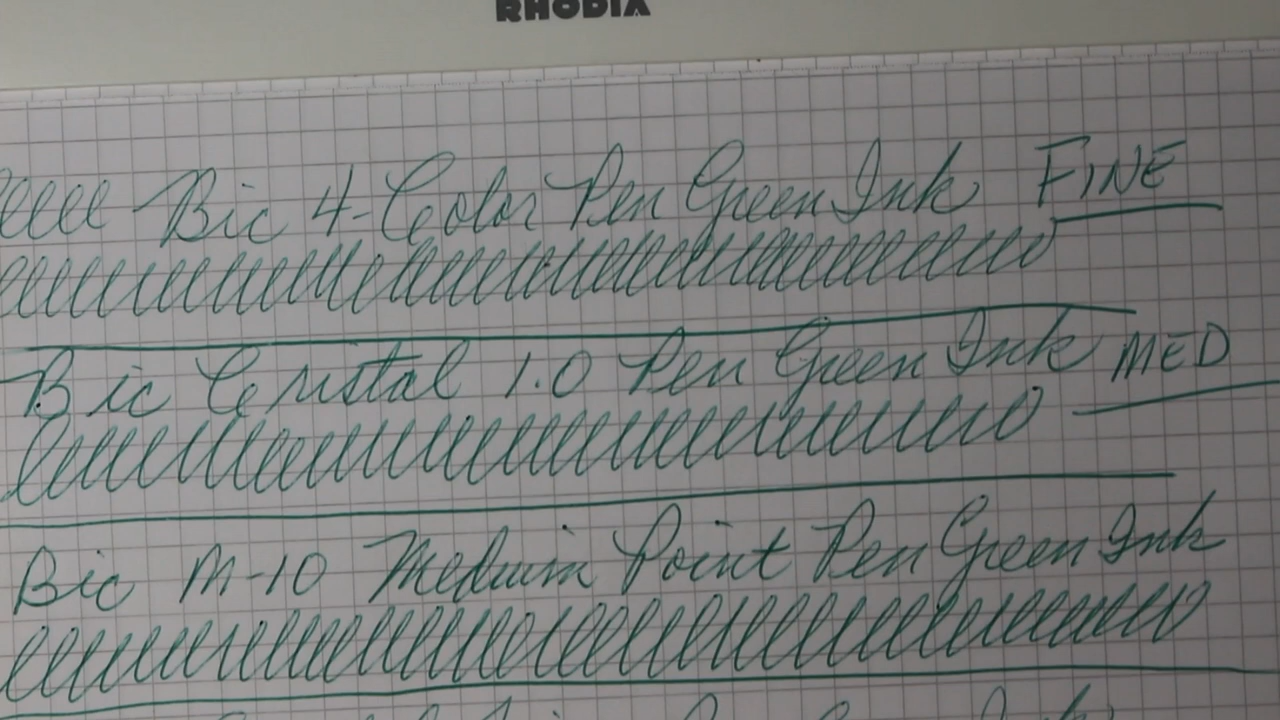 RHODIA
Bic 4-Color Pen Green Ink FINE
Bic Cristal 1.0 Pen Green Ink MED
Bic M-10 Medium Point Pen Green Ink